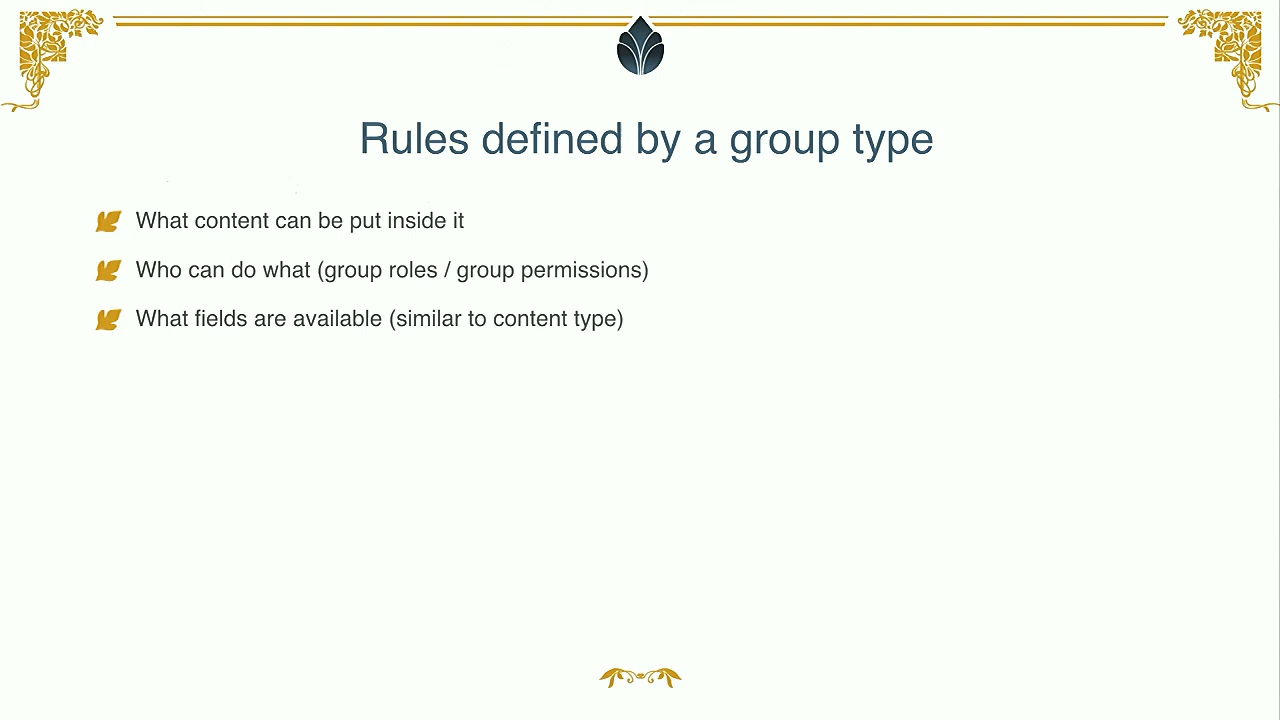 Rules defined by a group type
What content can be put inside it
Who can do what (group roles / group permissions)
What fields are available (similar to content type)